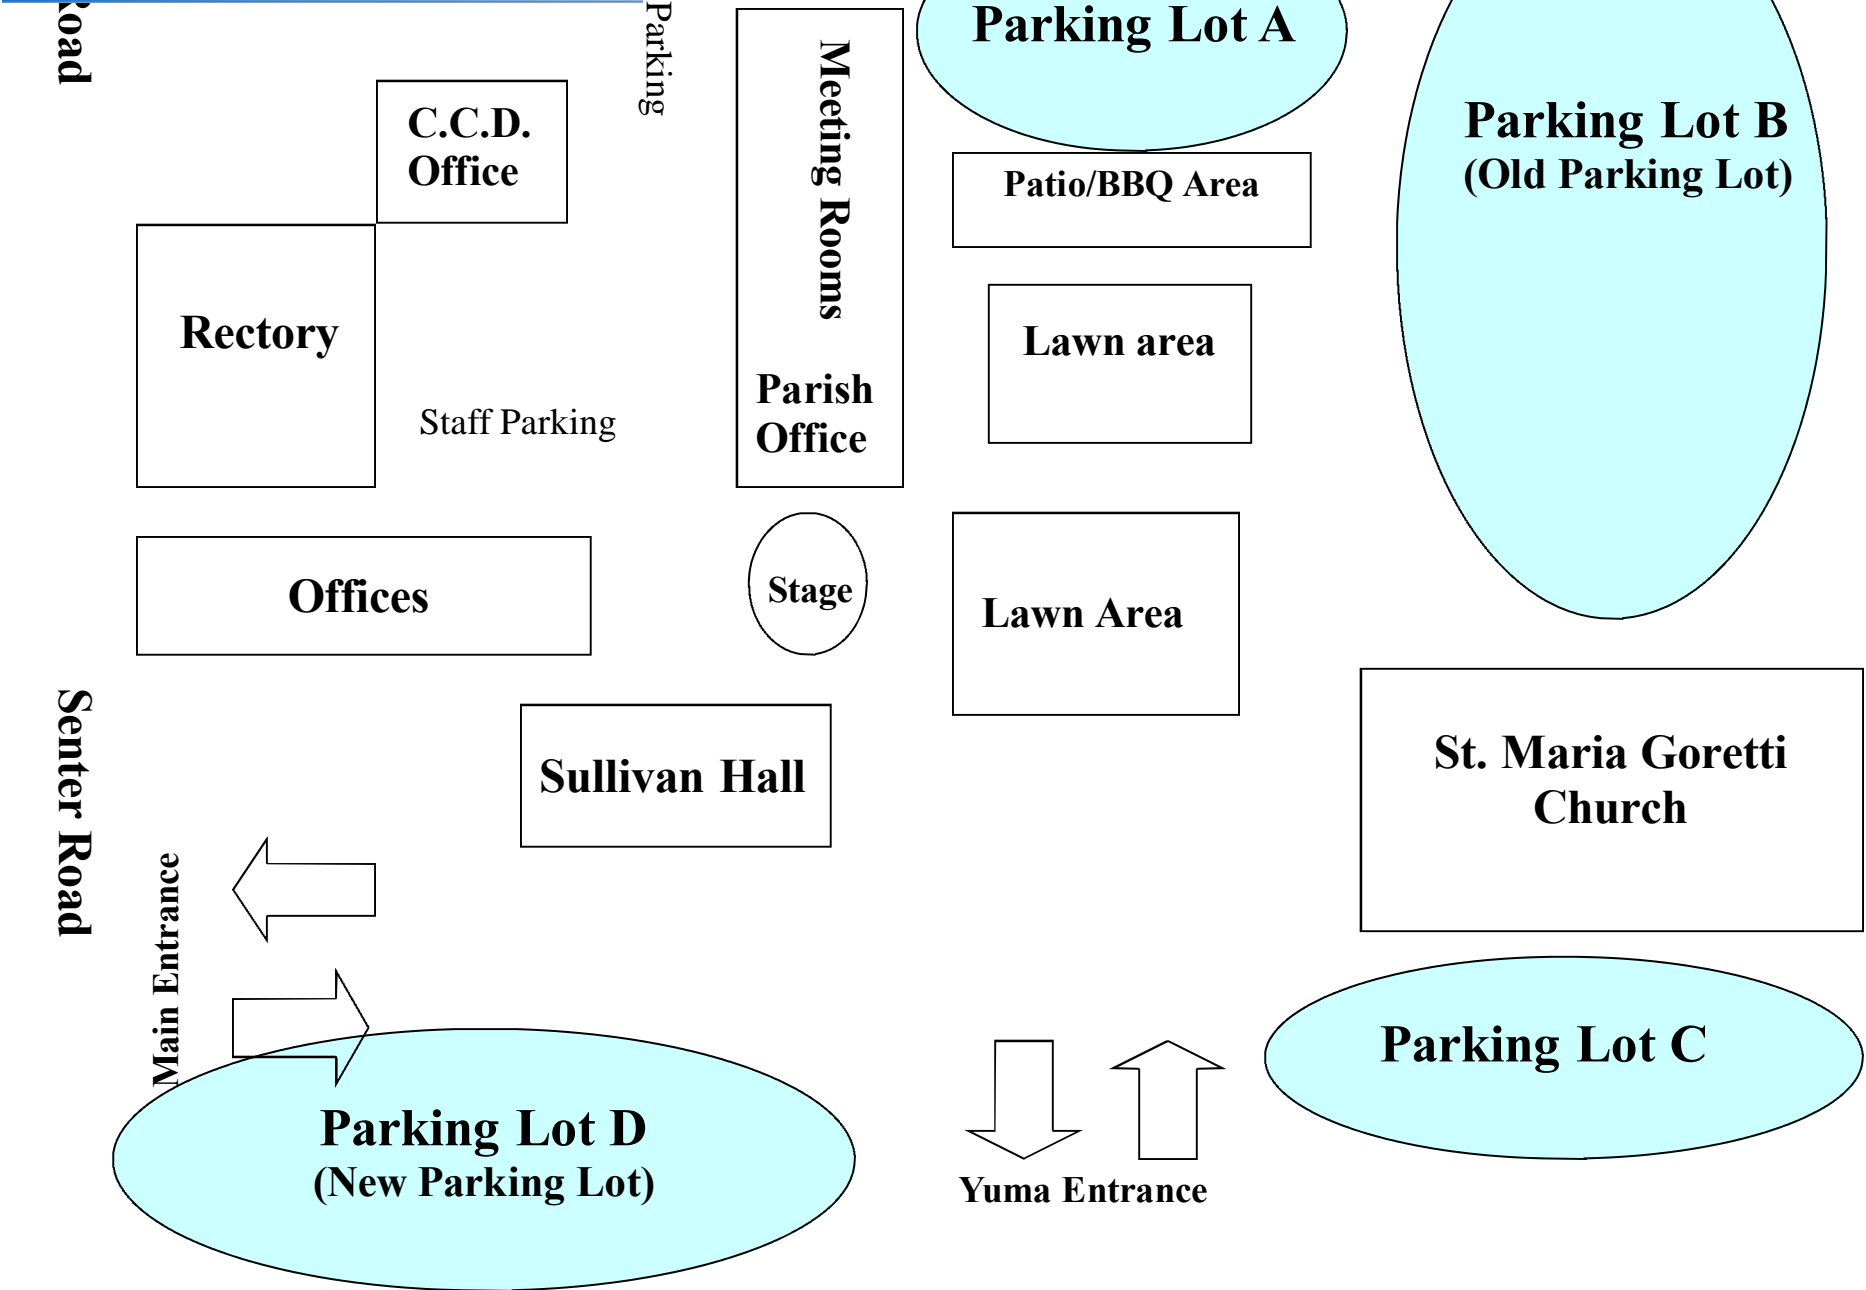 Parking
Parking Lot A
Meeting Rooms
C.C.D.
Office
Parking Lot B
(Old Parking Lot)
Patio/BBQ Area
Rectory
Lawn area
Parish
Office
Staff Parking
Offices
Stage
Lawn Area
Senter Road
Sullivan Hall
St. Maria Goretti
Church
Main Entrance
Parking Lot C
Parking Lot D
(New Parking Lot)
Yuma Entrance